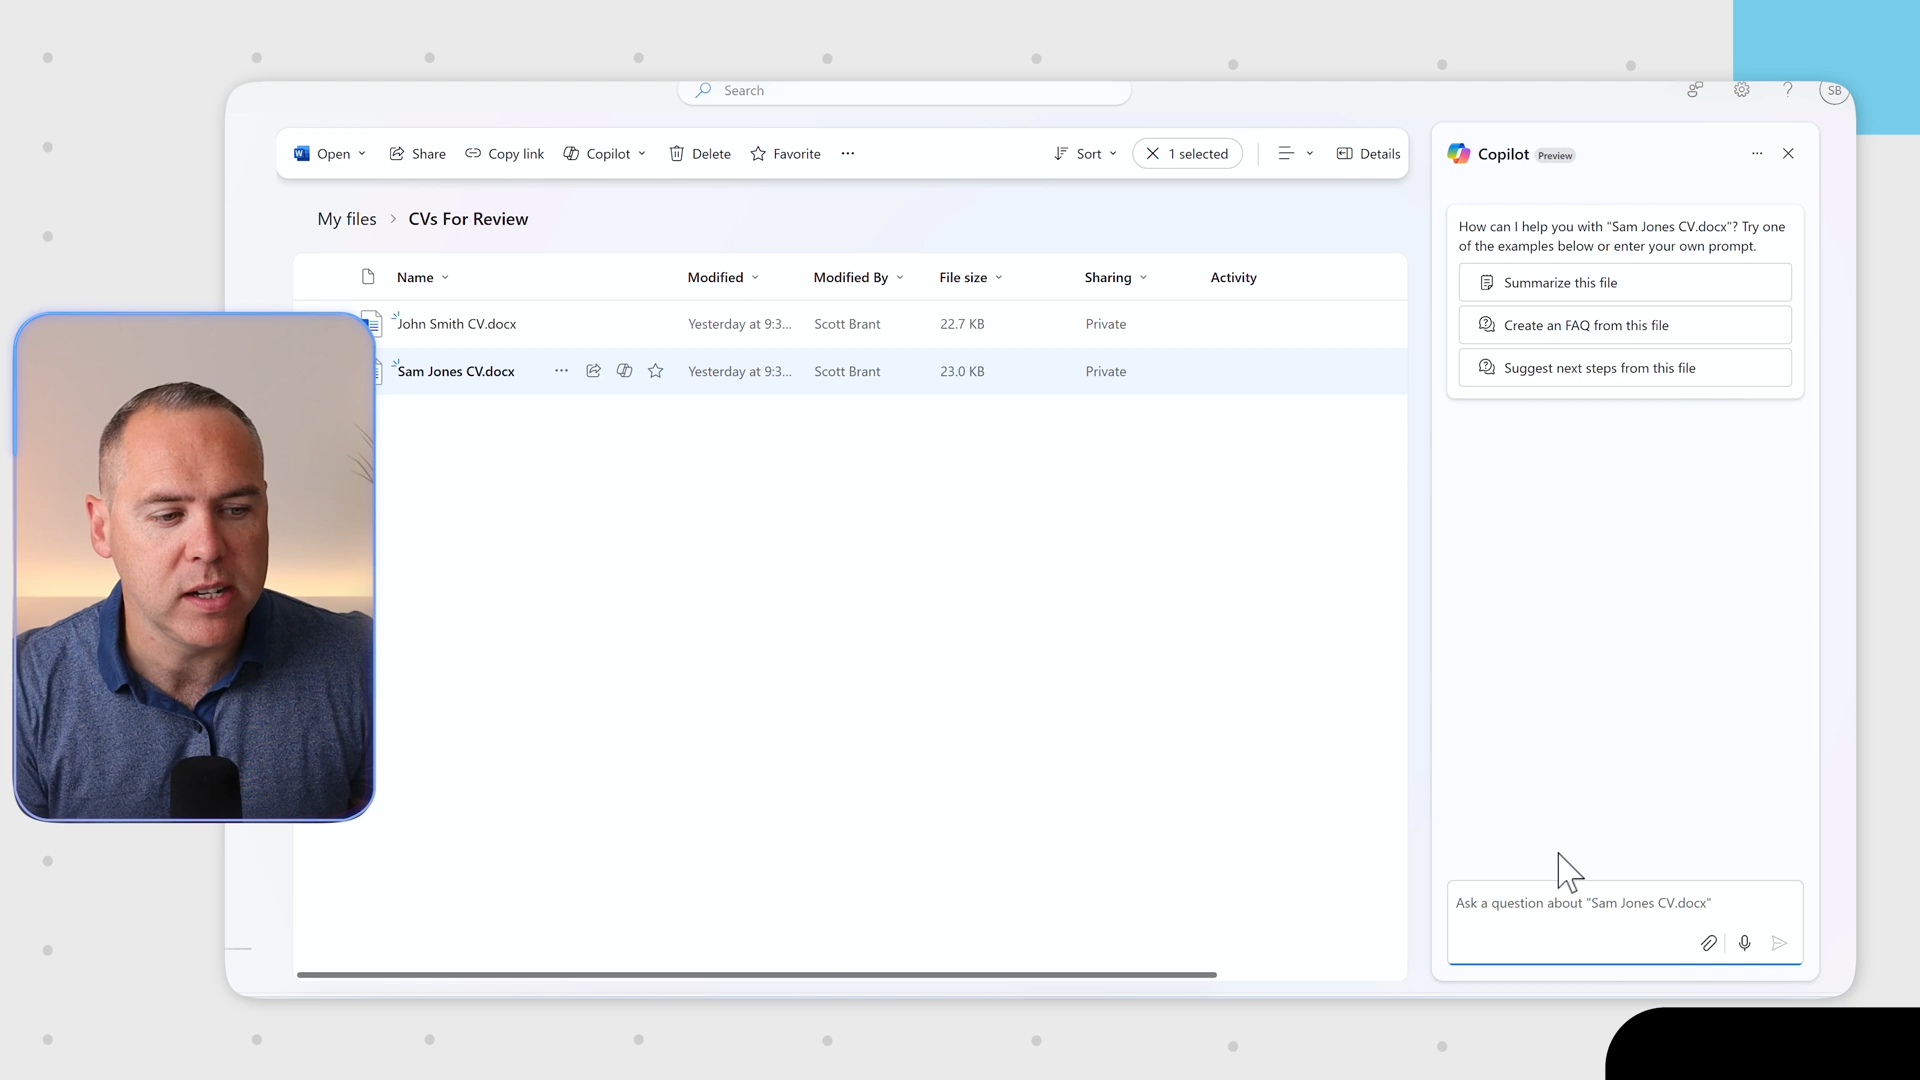 Search
SB
Open
Share
Copy link
Copilot
Delete
Favorite
Sort
1 selected
Details
My files > CVs For Review
Name
Modified
Modified By
File size
Sharing
Activity
John Smith CV.docx
Yesterday at 9:3...
Scott Brant
22.7 KB
Private
Sam Jones CV.docx
Yesterday at 9:3...
Scott Brant
23.0 KB
Private
Copilot Preview
How can I help you with "Sam Jones CV.docx"? Try one
of the examples below or enter your own prompt.
Summarize this file
Create an FAQ from this file
Suggest next steps from this file
Ask a question about "Sam Jones CV.docx"